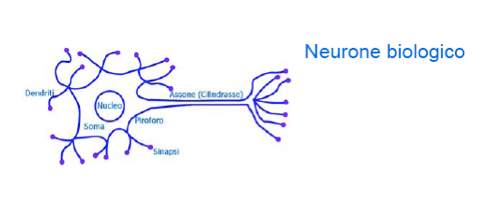 Neurone biologico
Dendriti
Assone (Cilindrasse)
Nucleo
Piroforo
Soma
Sinapsi